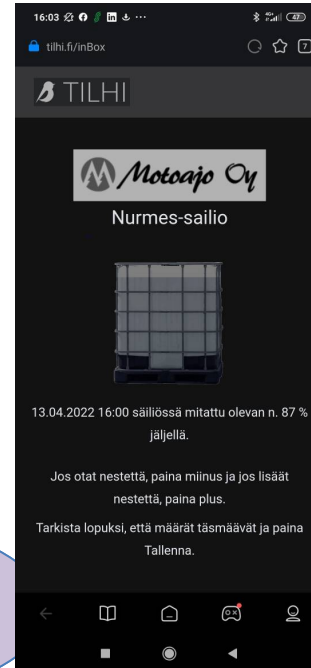 16:03
47
tilhi.fi/inBox
7
TILHI
M Motoajo Oy
Nurmes-sailio
13.04.2022 16:00 säiliössä mitattu olevan n. 87 %
jäljellä.
Jos otat nestettä, paina miinus ja jos lisäät
nestettä, paina plus.
Tarkista lopuksi, että määrät täsmäävät ja paina
Tallenna.